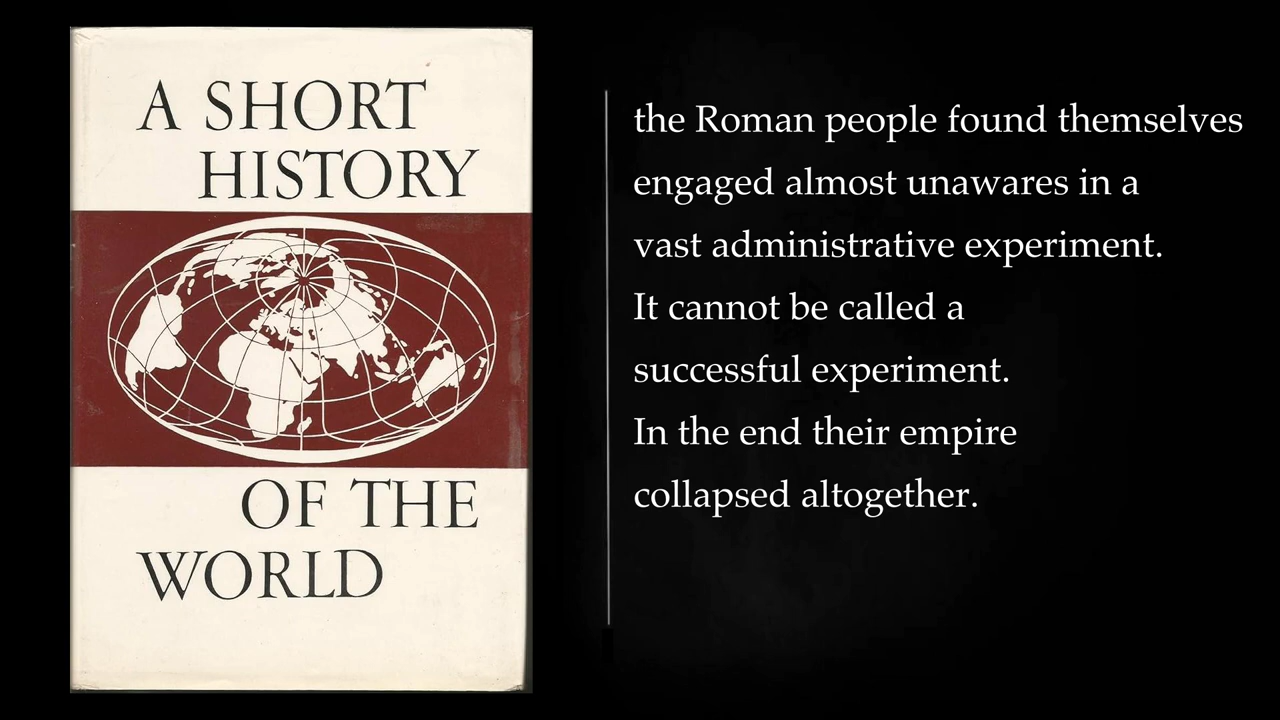 A SHORT
HISTORY
OF THE
WORLD
the Roman people found themselves
engaged almost unawares in a
vast administrative experiment.
It cannot be called a
successful experiment.
In the end their empire
collapsed altogether.